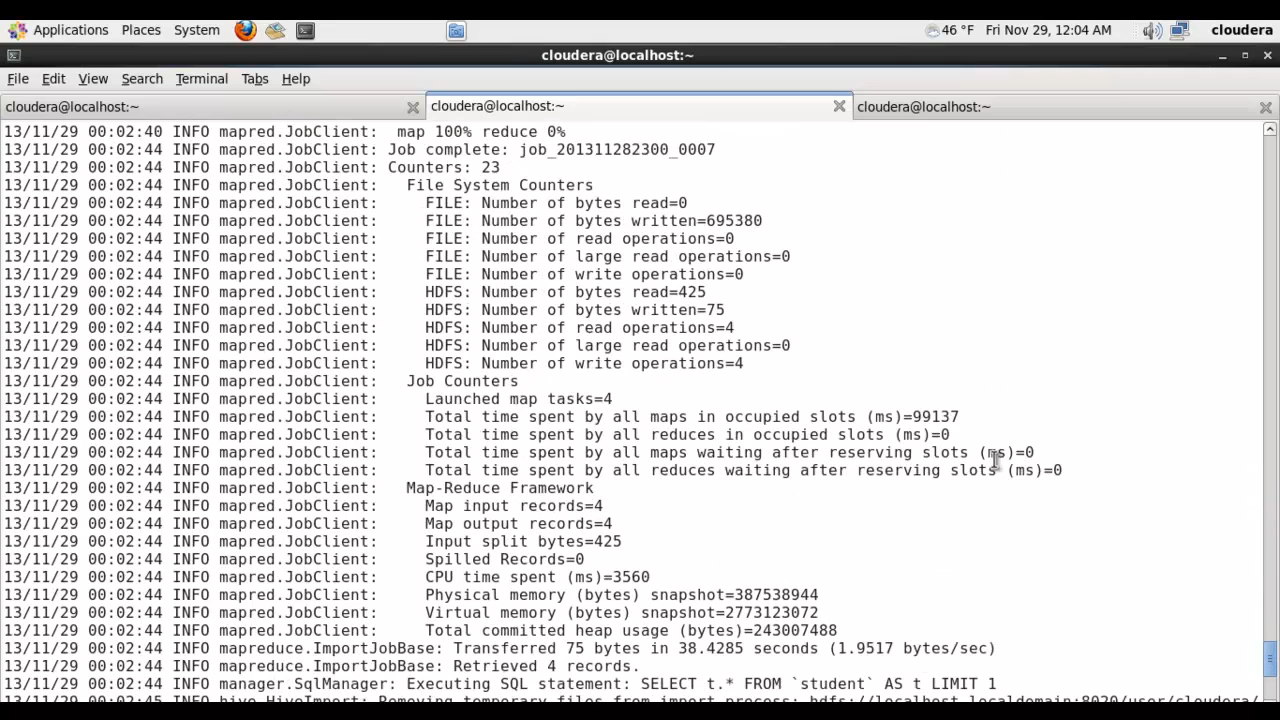 Applications Places System 46 °F Fri Nov 29, 12:04 AM cloudera
cloudera@localhost:~
File Edit View Search Terminal Tabs Help
cloudera@localhost:~ cloudera@localhost:~ cloudera@localhost:~
13/11/29 00:02:40 INFO mapred.JobClient:  map 100% reduce 0%
13/11/29 00:02:44 INFO mapred.JobClient: Job complete: job_201311282300_0007
13/11/29 00:02:44 INFO mapred.JobClient: Counters: 23
13/11/29 00:02:44 INFO mapred.JobClient:   File System Counters
13/11/29 00:02:44 INFO mapred.JobClient:     FILE: Number of bytes read=0
13/11/29 00:02:44 INFO mapred.JobClient:     FILE: Number of bytes written=695380
13/11/29 00:02:44 INFO mapred.JobClient:     FILE: Number of read operations=0
13/11/29 00:02:44 INFO mapred.JobClient:     FILE: Number of large read operations=0
13/11/29 00:02:44 INFO mapred.JobClient:     FILE: Number of write operations=0
13/11/29 00:02:44 INFO mapred.JobClient:     HDFS: Number of bytes read=425
13/11/29 00:02:44 INFO mapred.JobClient:     HDFS: Number of bytes written=75
13/11/29 00:02:44 INFO mapred.JobClient:     HDFS: Number of read operations=4
13/11/29 00:02:44 INFO mapred.JobClient:     HDFS: Number of large read operations=0
13/11/29 00:02:44 INFO mapred.JobClient:     HDFS: Number of write operations=4
13/11/29 00:02:44 INFO mapred.JobClient:   Job Counters
13/11/29 00:02:44 INFO mapred.JobClient:     Launched map tasks=4
13/11/29 00:02:44 INFO mapred.JobClient:     Total time spent by all maps in occupied slots (ms)=99137
13/11/29 00:02:44 INFO mapred.JobClient:     Total time spent by all reduces in occupied slots (ms)=0
13/11/29 00:02:44 INFO mapred.JobClient:     Total time spent by all maps waiting after reserving slots (ms)=0
13/11/29 00:02:44 INFO mapred.JobClient:     Total time spent by all reduces waiting after reserving slots (ms)=0
13/11/29 00:02:44 INFO mapred.JobClient:   Map-Reduce Framework
13/11/29 00:02:44 INFO mapred.JobClient:     Map input records=4
13/11/29 00:02:44 INFO mapred.JobClient:     Map output records=4
13/11/29 00:02:44 INFO mapred.JobClient:     Input split bytes=425
13/11/29 00:02:44 INFO mapred.JobClient:     Spilled Records=0
13/11/29 00:02:44 INFO mapred.JobClient:     CPU time spent (ms)=3560
13/11/29 00:02:44 INFO mapred.JobClient:     Physical memory (bytes) snapshot=387538944
13/11/29 00:02:44 INFO mapred.JobClient:     Virtual memory (bytes) snapshot=2773123072
13/11/29 00:02:44 INFO mapred.JobClient:     Total committed heap usage (bytes)=243007488
13/11/29 00:02:44 INFO mapreduce.ImportJobBase: Transferred 75 bytes in 38.4285 seconds (1.9517 bytes/sec)
13/11/29 00:02:44 INFO mapreduce.ImportJobBase: Retrieved 4 records.
13/11/29 00:02:44 INFO manager.SqlManager: Executing SQL statement: SELECT t.* FROM `student` AS t LIMIT 1
13/11/29 00:02:45 INFO hive.HiveImport: Removing temporary files from import process: hdfs://localhost.localdomain:8020/user/cloudera/